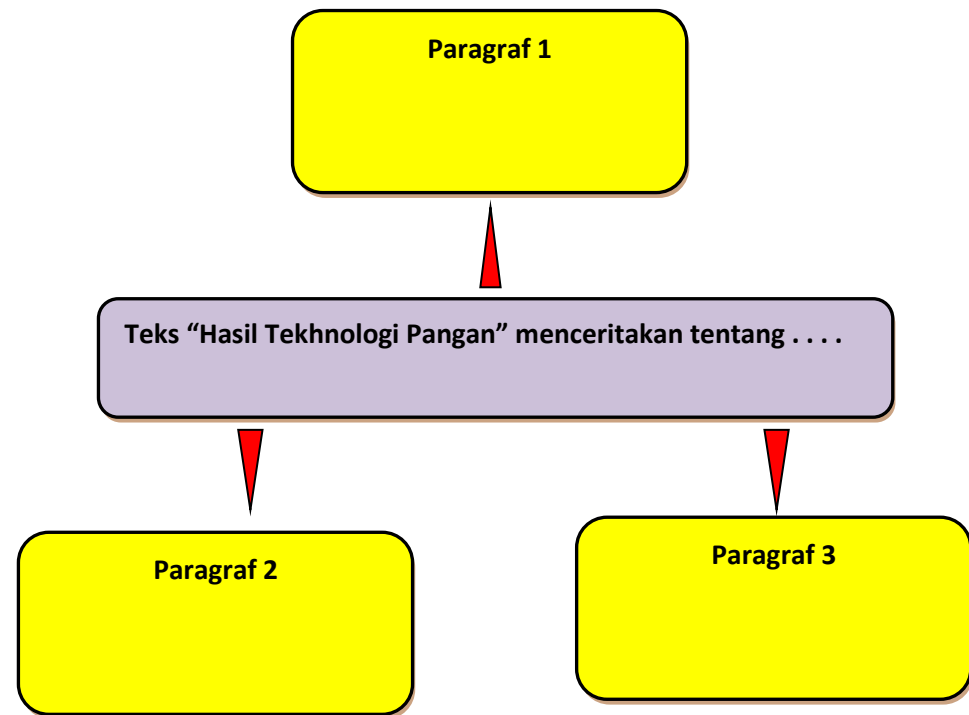 Paragraf 1
Teks “Hasil Tekhnologi Pangan” menceritakan tentang . . . .
Paragraf 2
Paragraf 3